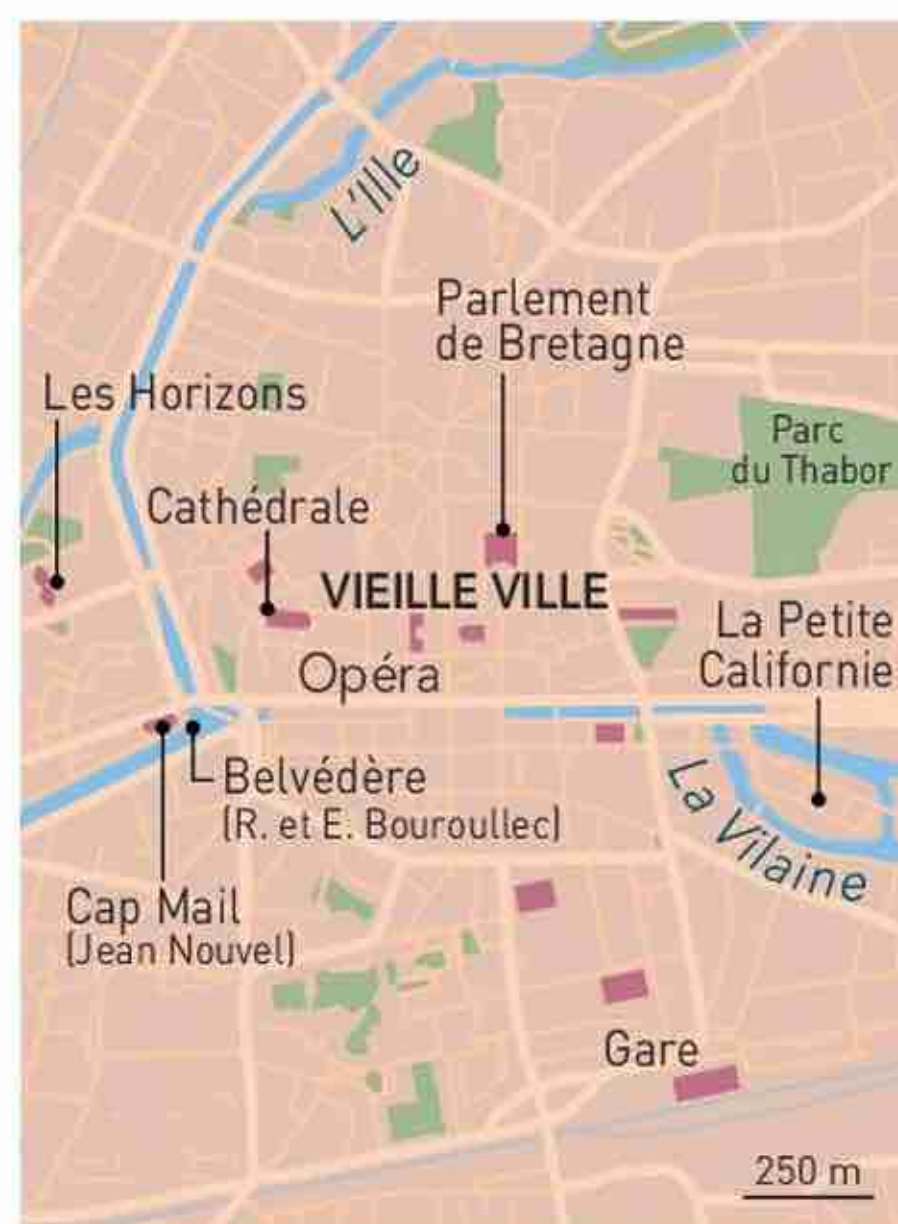 L'Ille
Parlement
de Bretagne
Les Horizons
Parc
du Thabor
Cathédrale
VIEILLE VILLE
La Petite
Californie
Opéra
Belvédère
(R. et E. Bouroullec)
La Vilaine
Cap Mail
(Jean Nouvel)
Gare
250 m